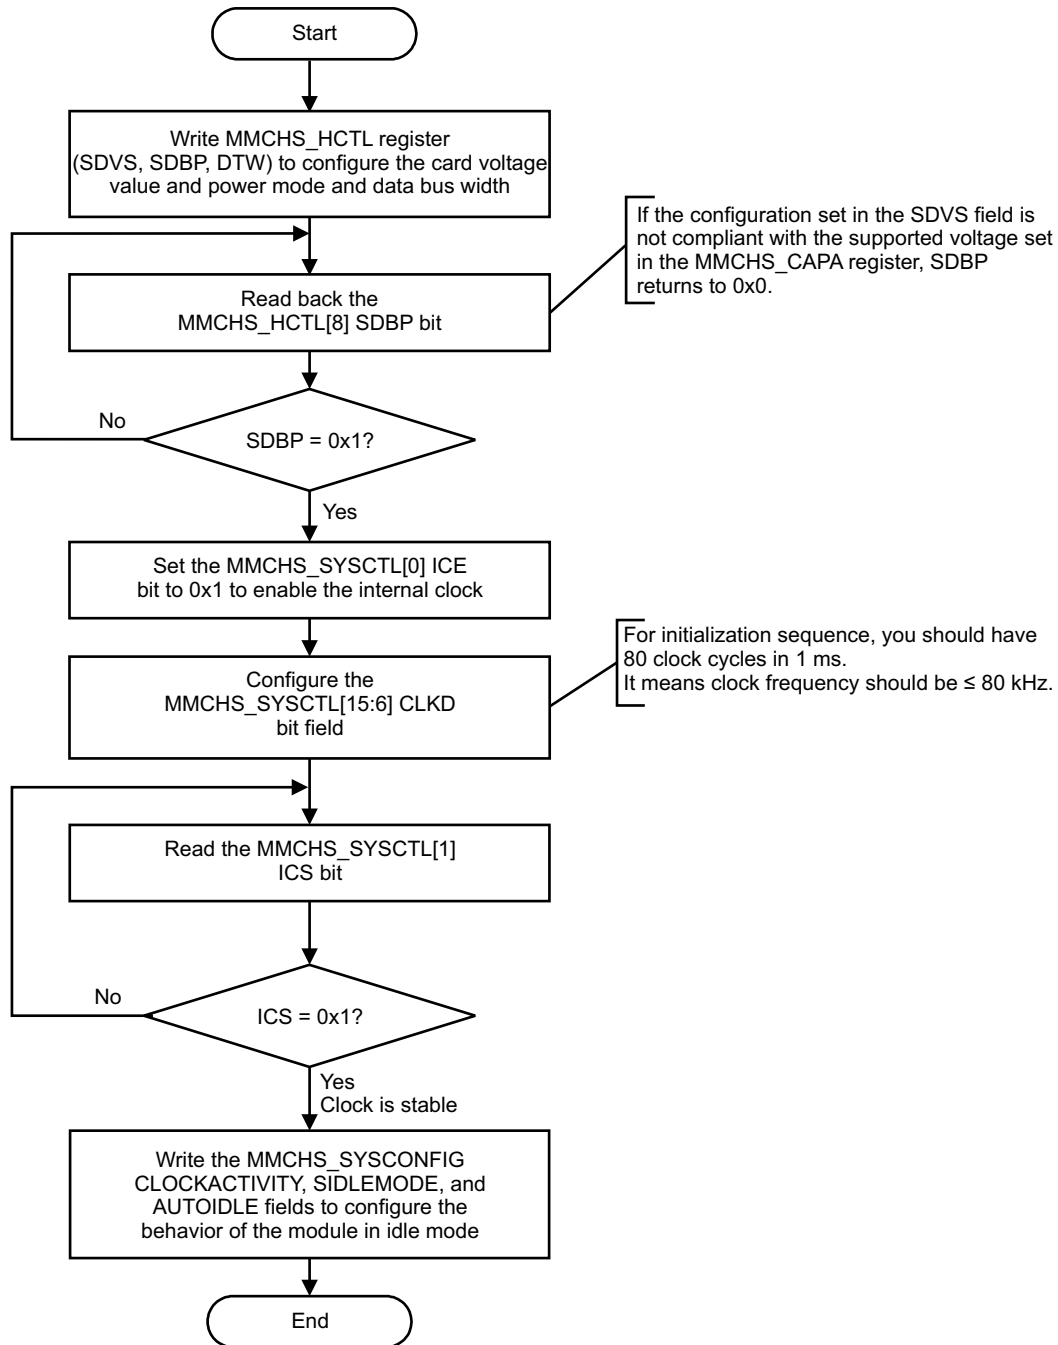 Start
Write MMCHS_HCTL register
(SDVS, SDBP, DTW) to configure the card voltage
value and power mode and data bus width
If the configuration set in the SDVS field is
not compliant with the supported voltage set
in the MMCHS_CAPA register, SDBP
returns to 0x0.
Read back the
MMCHS_HCTL[8] SDBP bit
No
SDBP = 0x1?
Yes
Set the MMCHS_SYSCTL[0] ICE
bit to 0x1 to enable the internal clock
For initialization sequence, you should have
80 clock cycles in 1 ms.
It means clock frequency should be ≤ 80 kHz.
Configure the
MMCHS_SYSCTL[15:6] CLKD
bit field
Read the MMCHS_SYSCTL[1]
ICS bit
No
ICS = 0x1?
Yes
Clock is stable
Write the MMCHS_SYSCONFIG
CLOCKACTIVITY, SIDLEMODE, and
AUTOIDLE fields to configure the
behavior of the module in idle mode
End